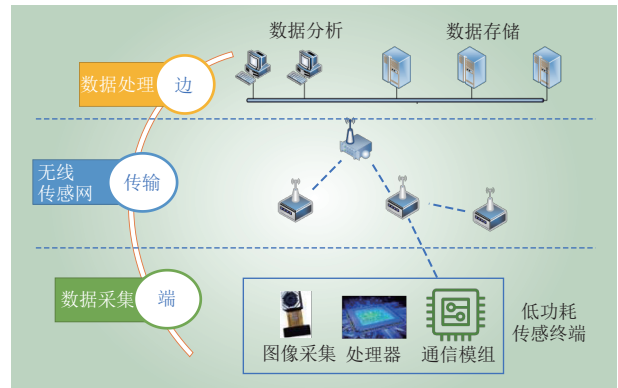 数据分析
数据存储
数据处理
边
无线
传感网
传输
数据采集
端
图像采集
处理器
通信模组
低功耗
传感终端